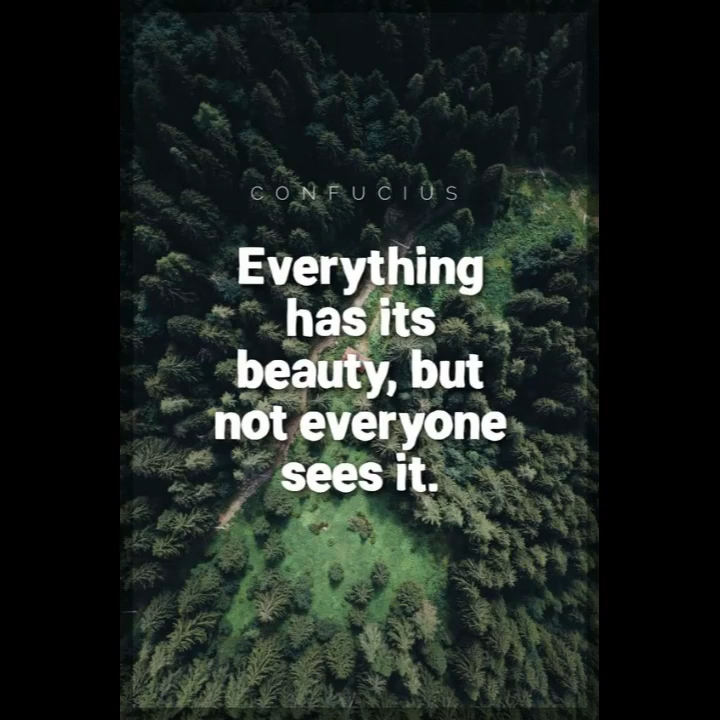 CONFUCIUS
Everything
has its
beauty, but
not everyone
sees it.